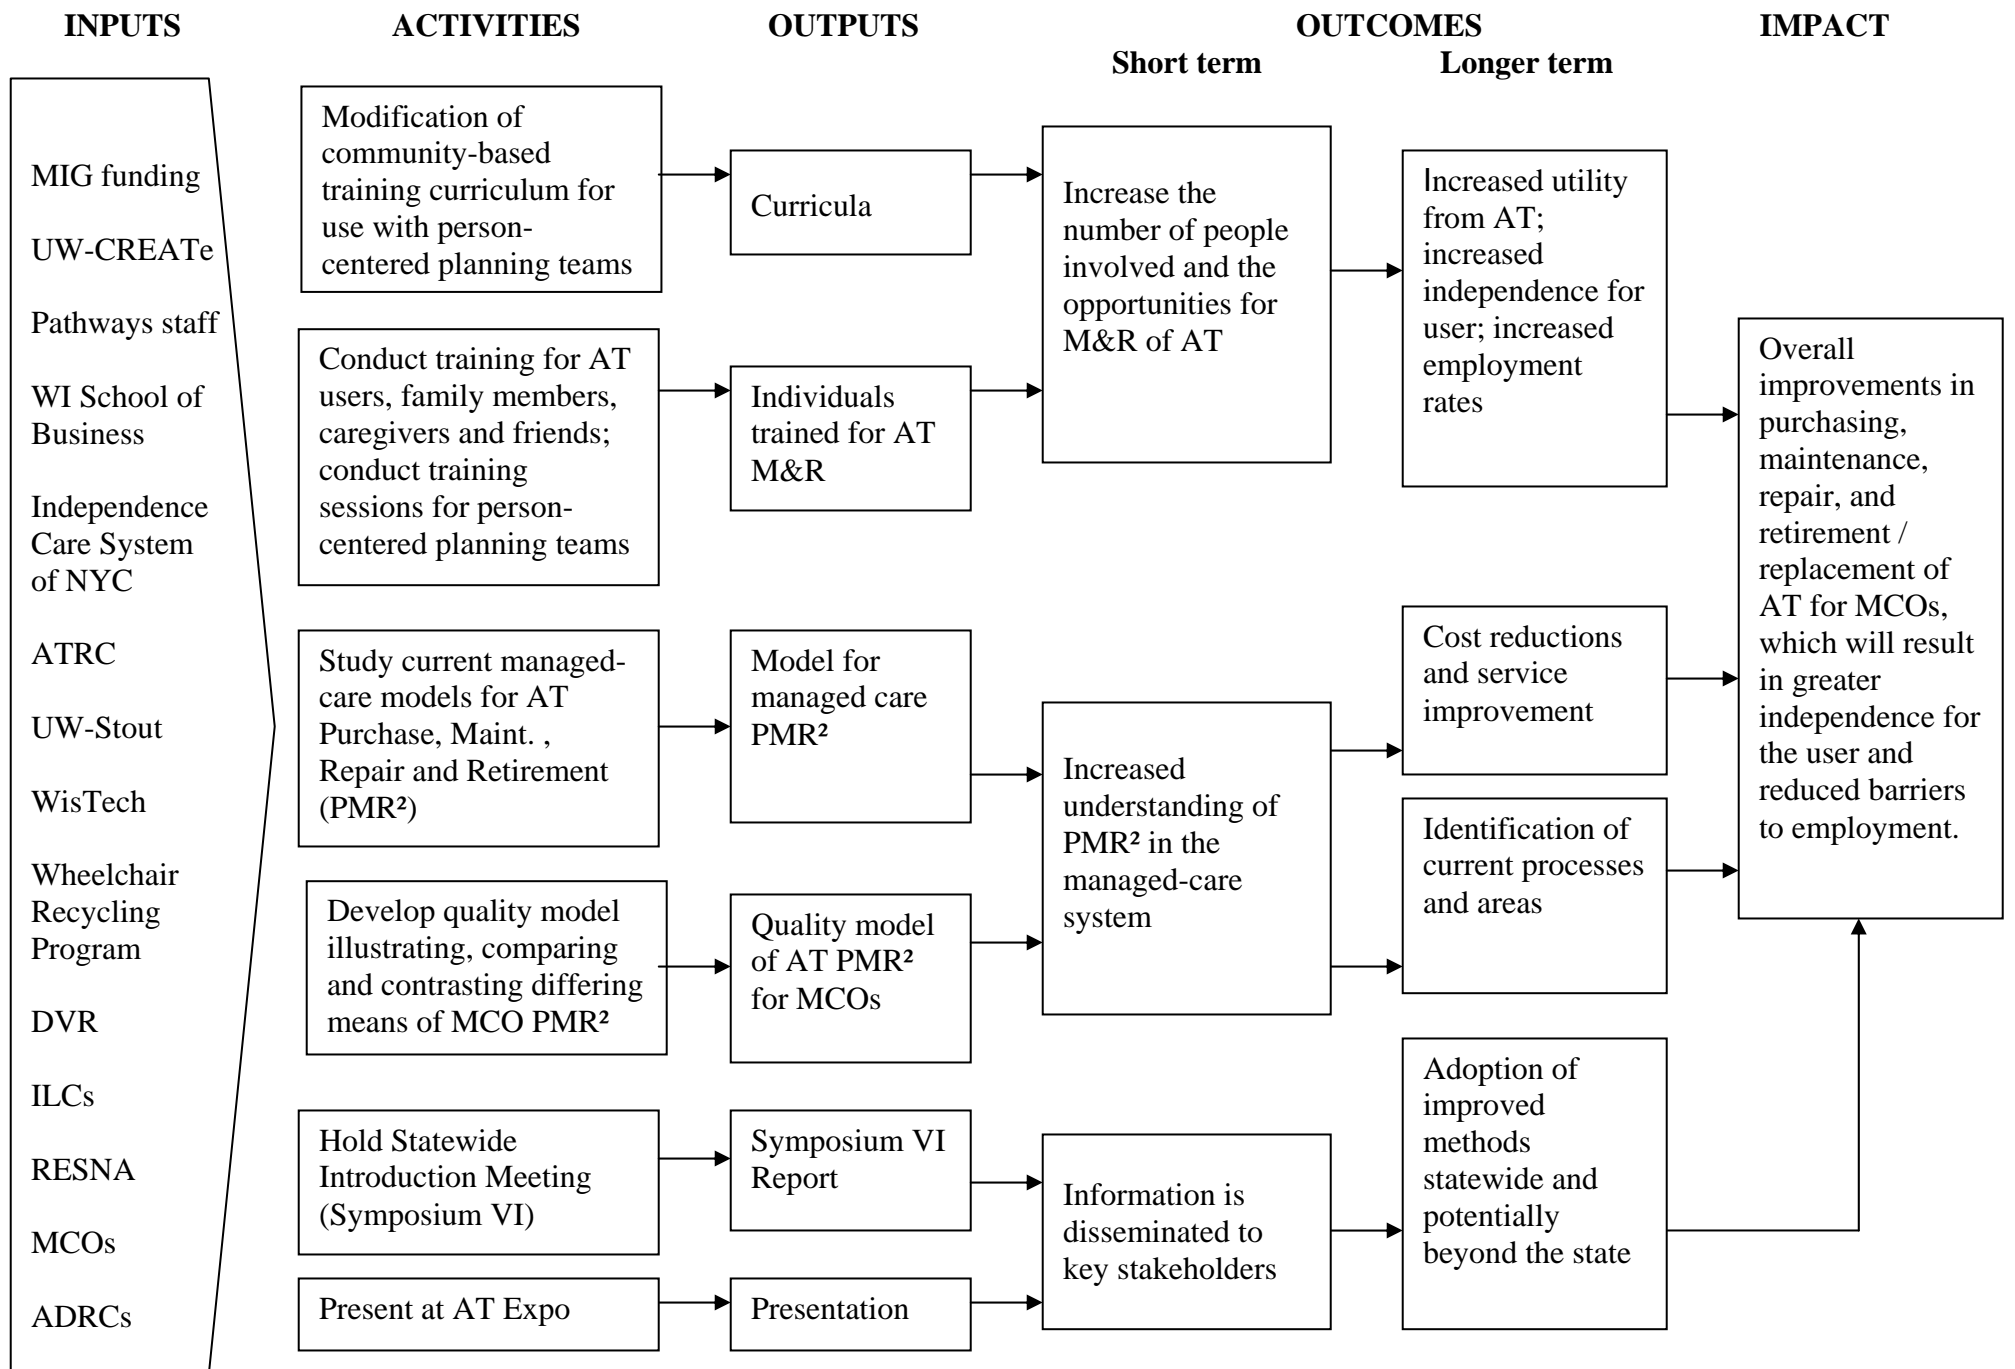 INPUTS
ACTIVITIES
OUTPUTS
OUTCOMES
IMPACT
Short term
Longer term
MIG funding
UW-CREATe
Pathways staff
WI School of
Business
Independence
Care System
of NYC
ATRC
UW-Stout
WisTech
Wheelchair
Recycling
Program
DVR
ILCs
RESNA
MCOs
ADRCs
Modification of
community-based
training curriculum for
use with person-
centered planning teams
Conduct training for AT
users, family members,
caregivers and friends;
conduct training
sessions for person-
centered planning teams
Study current managed-
care models for AT
Purchase, Maint. ,
Repair and Retirement
(PMR²)
Develop quality model
illustrating, comparing
and contrasting differing
means of MCO PMR²
Hold Statewide
Introduction Meeting
(Symposium VI)
Present at AT Expo
Curricula
Individuals
trained for AT
M&R
Model for
managed care
PMR²
Quality model
of AT PMR²
for MCOs
Symposium VI
Report
Presentation
Increase the
number of people
involved and the
opportunities for
M&R of AT
Increased
understanding of
PMR² in the
managed-care
system
Information is
disseminated to
key stakeholders
Increased utility
from AT;
increased
independence for
user; increased
employment
rates
Cost reductions
and service
improvement
Identification of
current processes
and areas
Adoption of
improved
methods
statewide and
potentially
beyond the state
Overall
improvements in
purchasing,
maintenance,
repair, and
retirement /
replacement of
AT for MCOs,
which will result
in greater
independence for
the user and
reduced barriers
to employment.